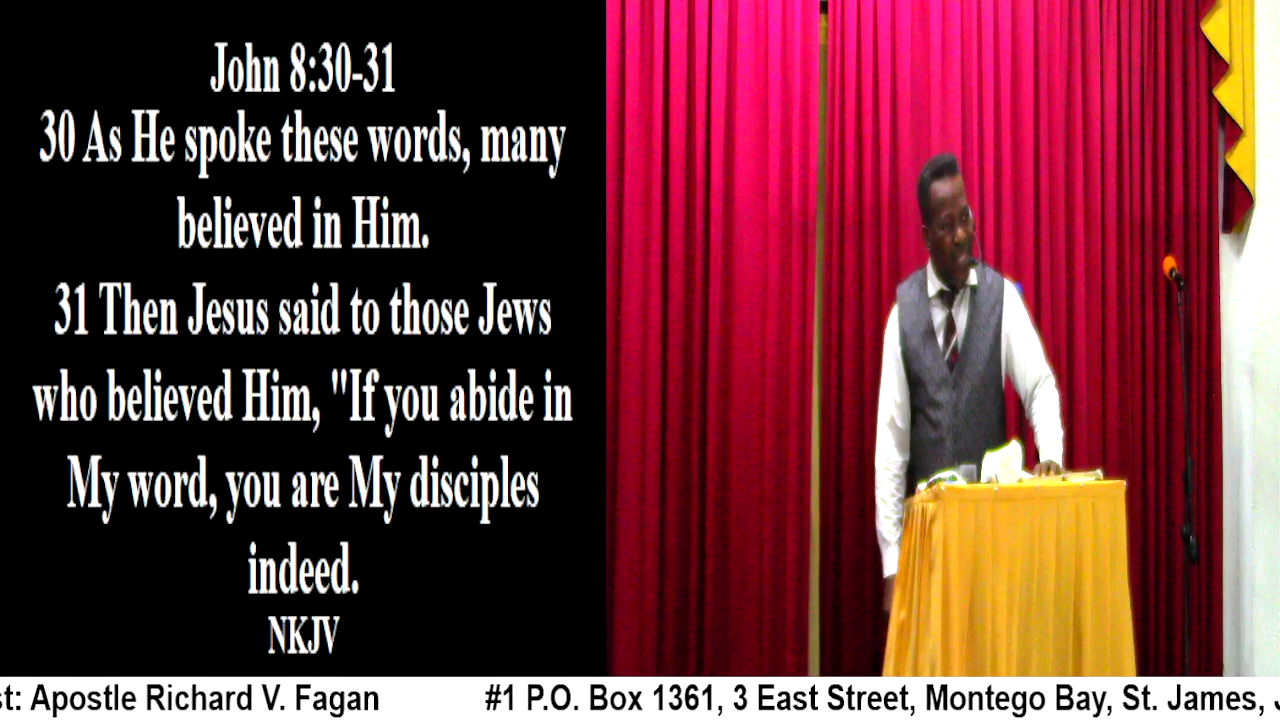 John 8:30-31
30 As He spoke these words, many
believed in Him.
31 Then Jesus said to those Jews
who believed Him, "If you abide in
My word, you are My disciples
indeed.
NKJV
st: Apostle Richard V. Fagan #1 P.O. Box 1361, 3 East Street, Montego Bay, St. James, J